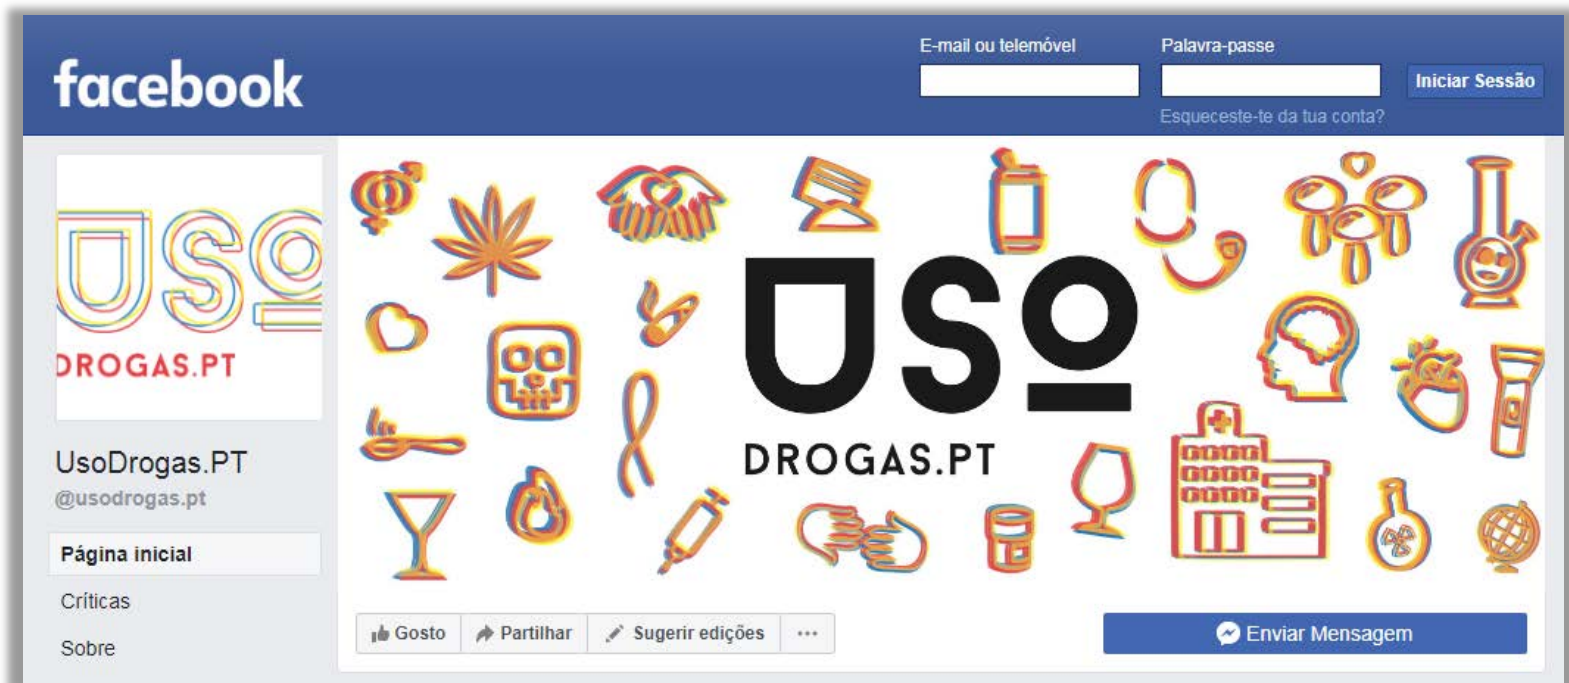 facebook
E-mail ou telemóvel
Palavra-passe
Iniciar Sessão
Esqueceste-te da tua conta?
USO
DROGAS.PT
USO
DROGAS.PT
UsoDrogas.PT
@usodrogas.pt
Página inicial
Críticas
Sobre
Gosto
Partilhar
Sugerir edições
...
Enviar Mensagem